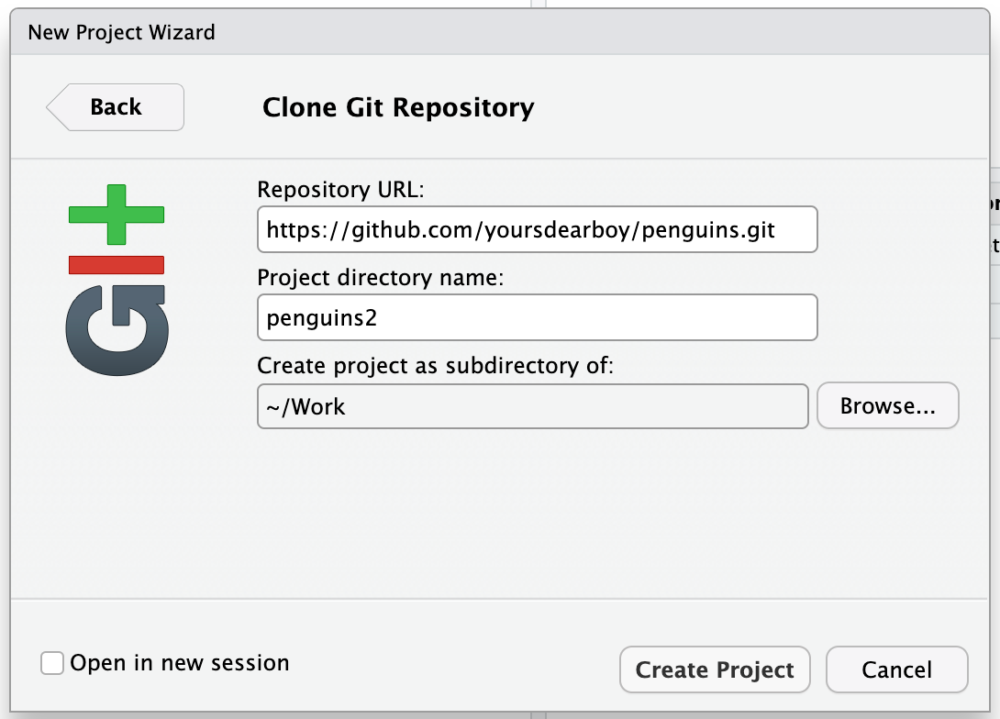 New Project Wizard
Back
Clone Git Repository
Repository URL:
https://github.com/yoursdearboy/penguins.git
Project directory name:
penguins2
Create project as subdirectory of:
~/Work
Browse...
Open in new session
Create Project
Cancel